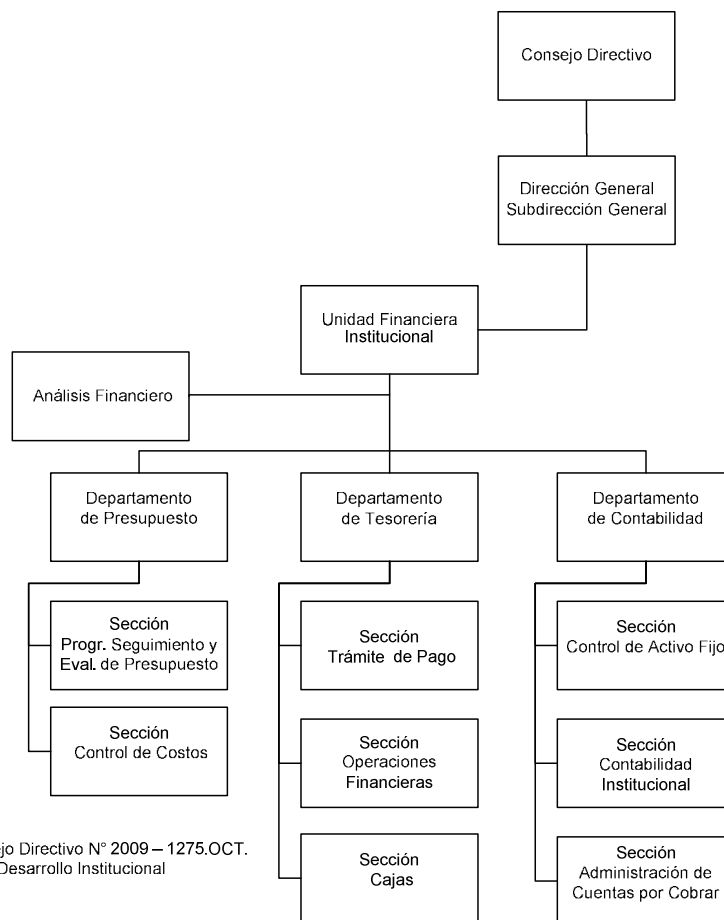 Consejo Directivo
Dirección General
Subdirección General
Unidad Financiera
Institucional
Análisis Financiero
Departamento
de Presupuesto
Departamento
de Tesorería
Departamento
de Contabilidad
Sección
Progr. Seguimiento y
Eval. de Presupuesto
Sección
Trámite de Pago
Sección
Control de Activo Fijo
Sección
Control de Costos
Sección
Operaciones
Financieras
Sección
Contabilidad
Institucional
Sección
Cajas
Sección
Administración de
Cuentas por Cobrar
jo Directivo N° 2009 – 1275.OCT.
Desarrollo Institucional